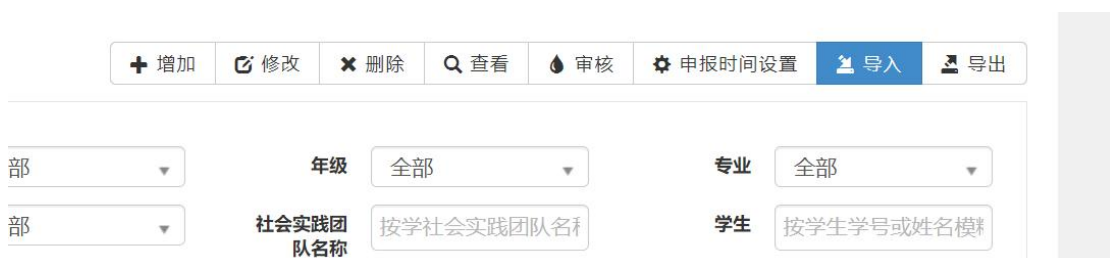 增加 修改 删除 查看 审核 申报时间设置 导入 导出
部 年级 全部 专业 全部
部 社会实践团 按学社会实践团队名 学生 按学生学号或姓名模
队名称